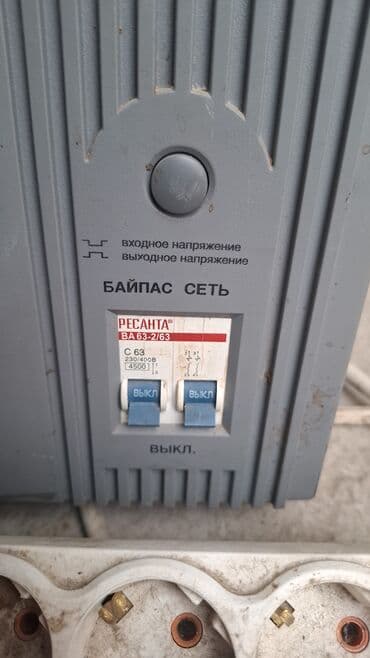 входное напряжение
выходное напряжение
БАЙПАС СЕТЬ
РЕСАНТА®
ВА 63-2/63
С 63
230/400В
4500
ВЫКЛ ВЫКЛ
ВЫКЛ.